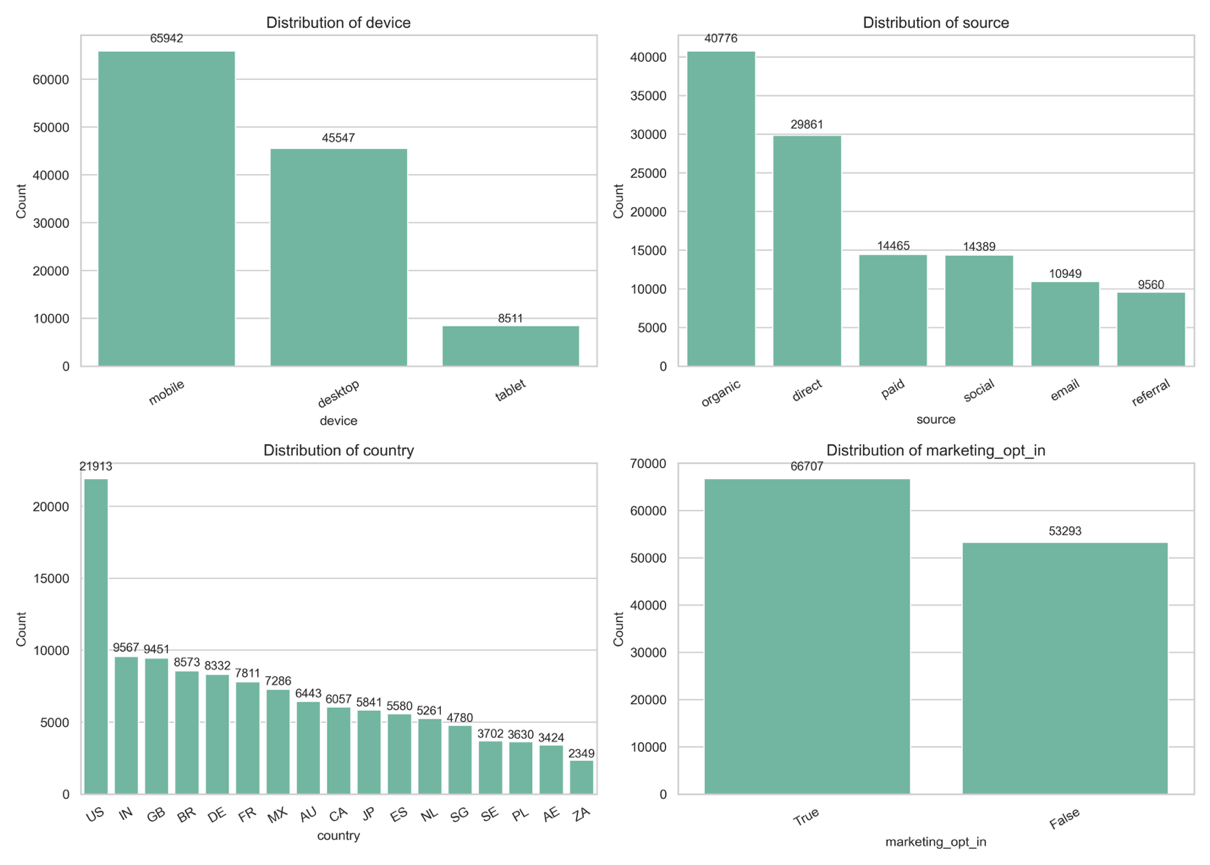 Distribution of device
65942
60000
50000
45547
40000
30000
20000
10000
8511
0
Count
mobile
desktop
tablet
device
Distribution of source
40776
40000
35000
30000
29861
25000
20000
15000
14465
14389
10949
10000
9560
5000
0
Count
organic
direct
paid
social
email
referral
source
Distribution of country
21913
20000
15000
10000
9567
9451
8573
8332
7811
7286
6443
6057
5841
5580
5261
4780
3702
3630
3424
2349
5000
0
Count
US
IN
GB
BR
DE
FR
MX
AU
CA
JP
ES
NL
SG
SE
PL
AE
ZA
country
Distribution of marketing_opt_in
70000
66707
60000
53293
50000
40000
30000
20000
10000
0
Count
True
False
marketing_opt_in